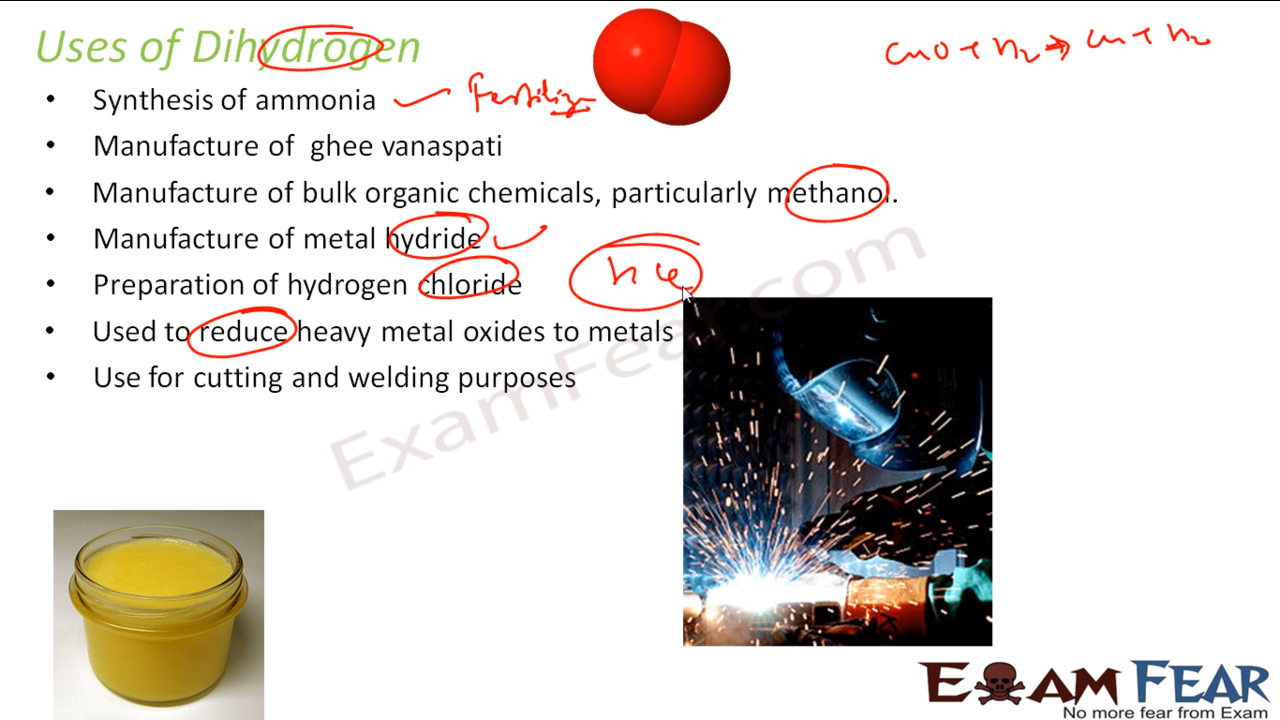 Uses of Dihydrogen
CuO + H₂ → Cu + H₂
• Synthesis of ammonia
Fertilize
• Manufacture of ghee vanaspati
• Manufacture of bulk organic chemicals, particularly methanol.
• Manufacture of metal hydride
• Preparation of hydrogen chloride
HCl
• Used to reduce heavy metal oxides to metals
• Use for cutting and welding purposes
ExamFear.com
EXAM FEAR
No more fear from Exam